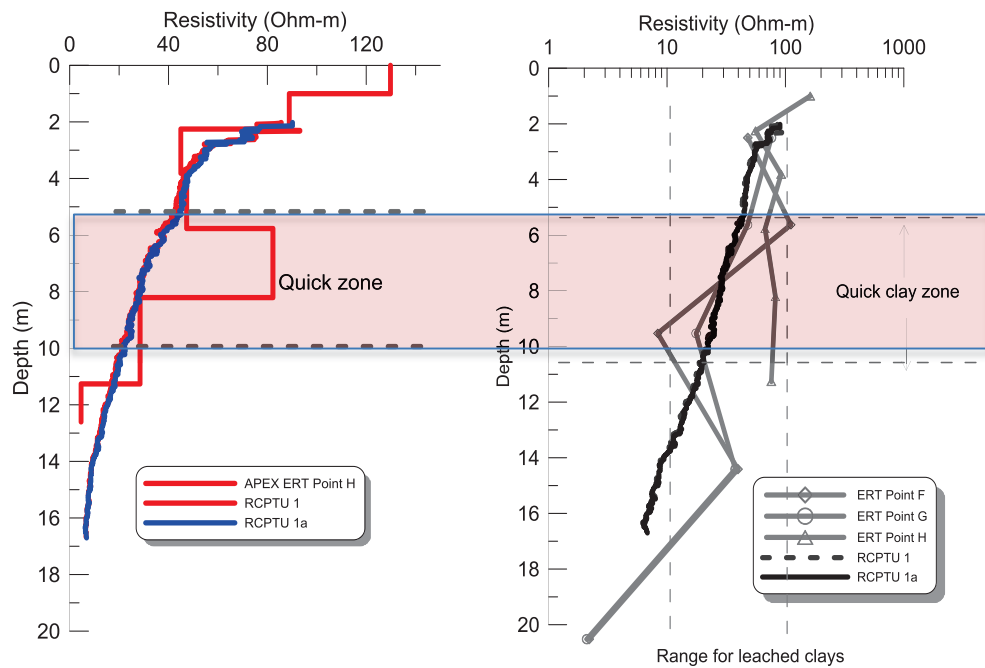 Resistivity (Ohm-m)
0 40 80 120
0
2
4
6
8
10
12
14
16
18
20
Depth (m)
Quick zone
APEX ERT Point H
RCPTU 1
RCPTU 1a
Resistivity (Ohm-m)
1 10 100 1000
0
2
4
6
8
10
12
14
16
18
20
Depth (m)
Quick clay zone
ERT Point F
ERT Point G
ERT Point H
RCPTU 1
RCPTU 1a
Range for leached clays